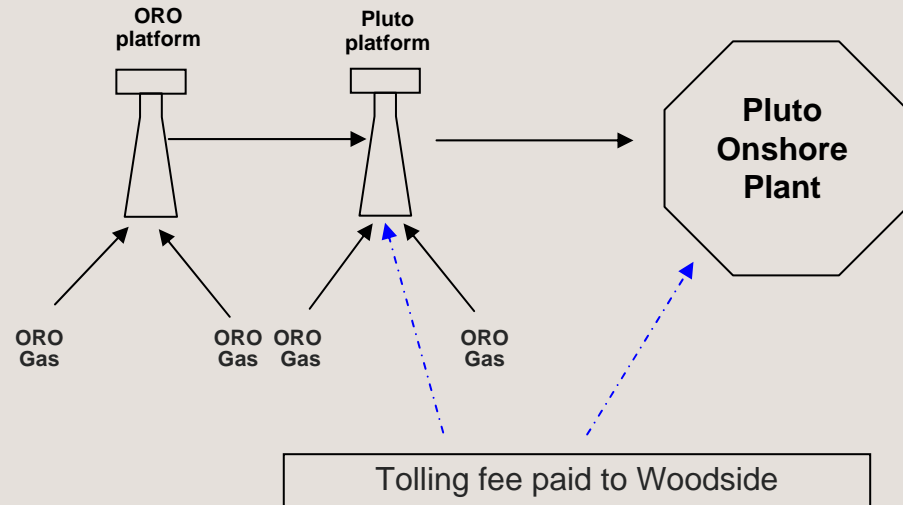 ORO
platform
Pluto
platform
Pluto
Onshore
Plant
ORO
Gas
ORO
Gas
ORO
Gas
ORO
Gas
Tolling fee paid to Woodside